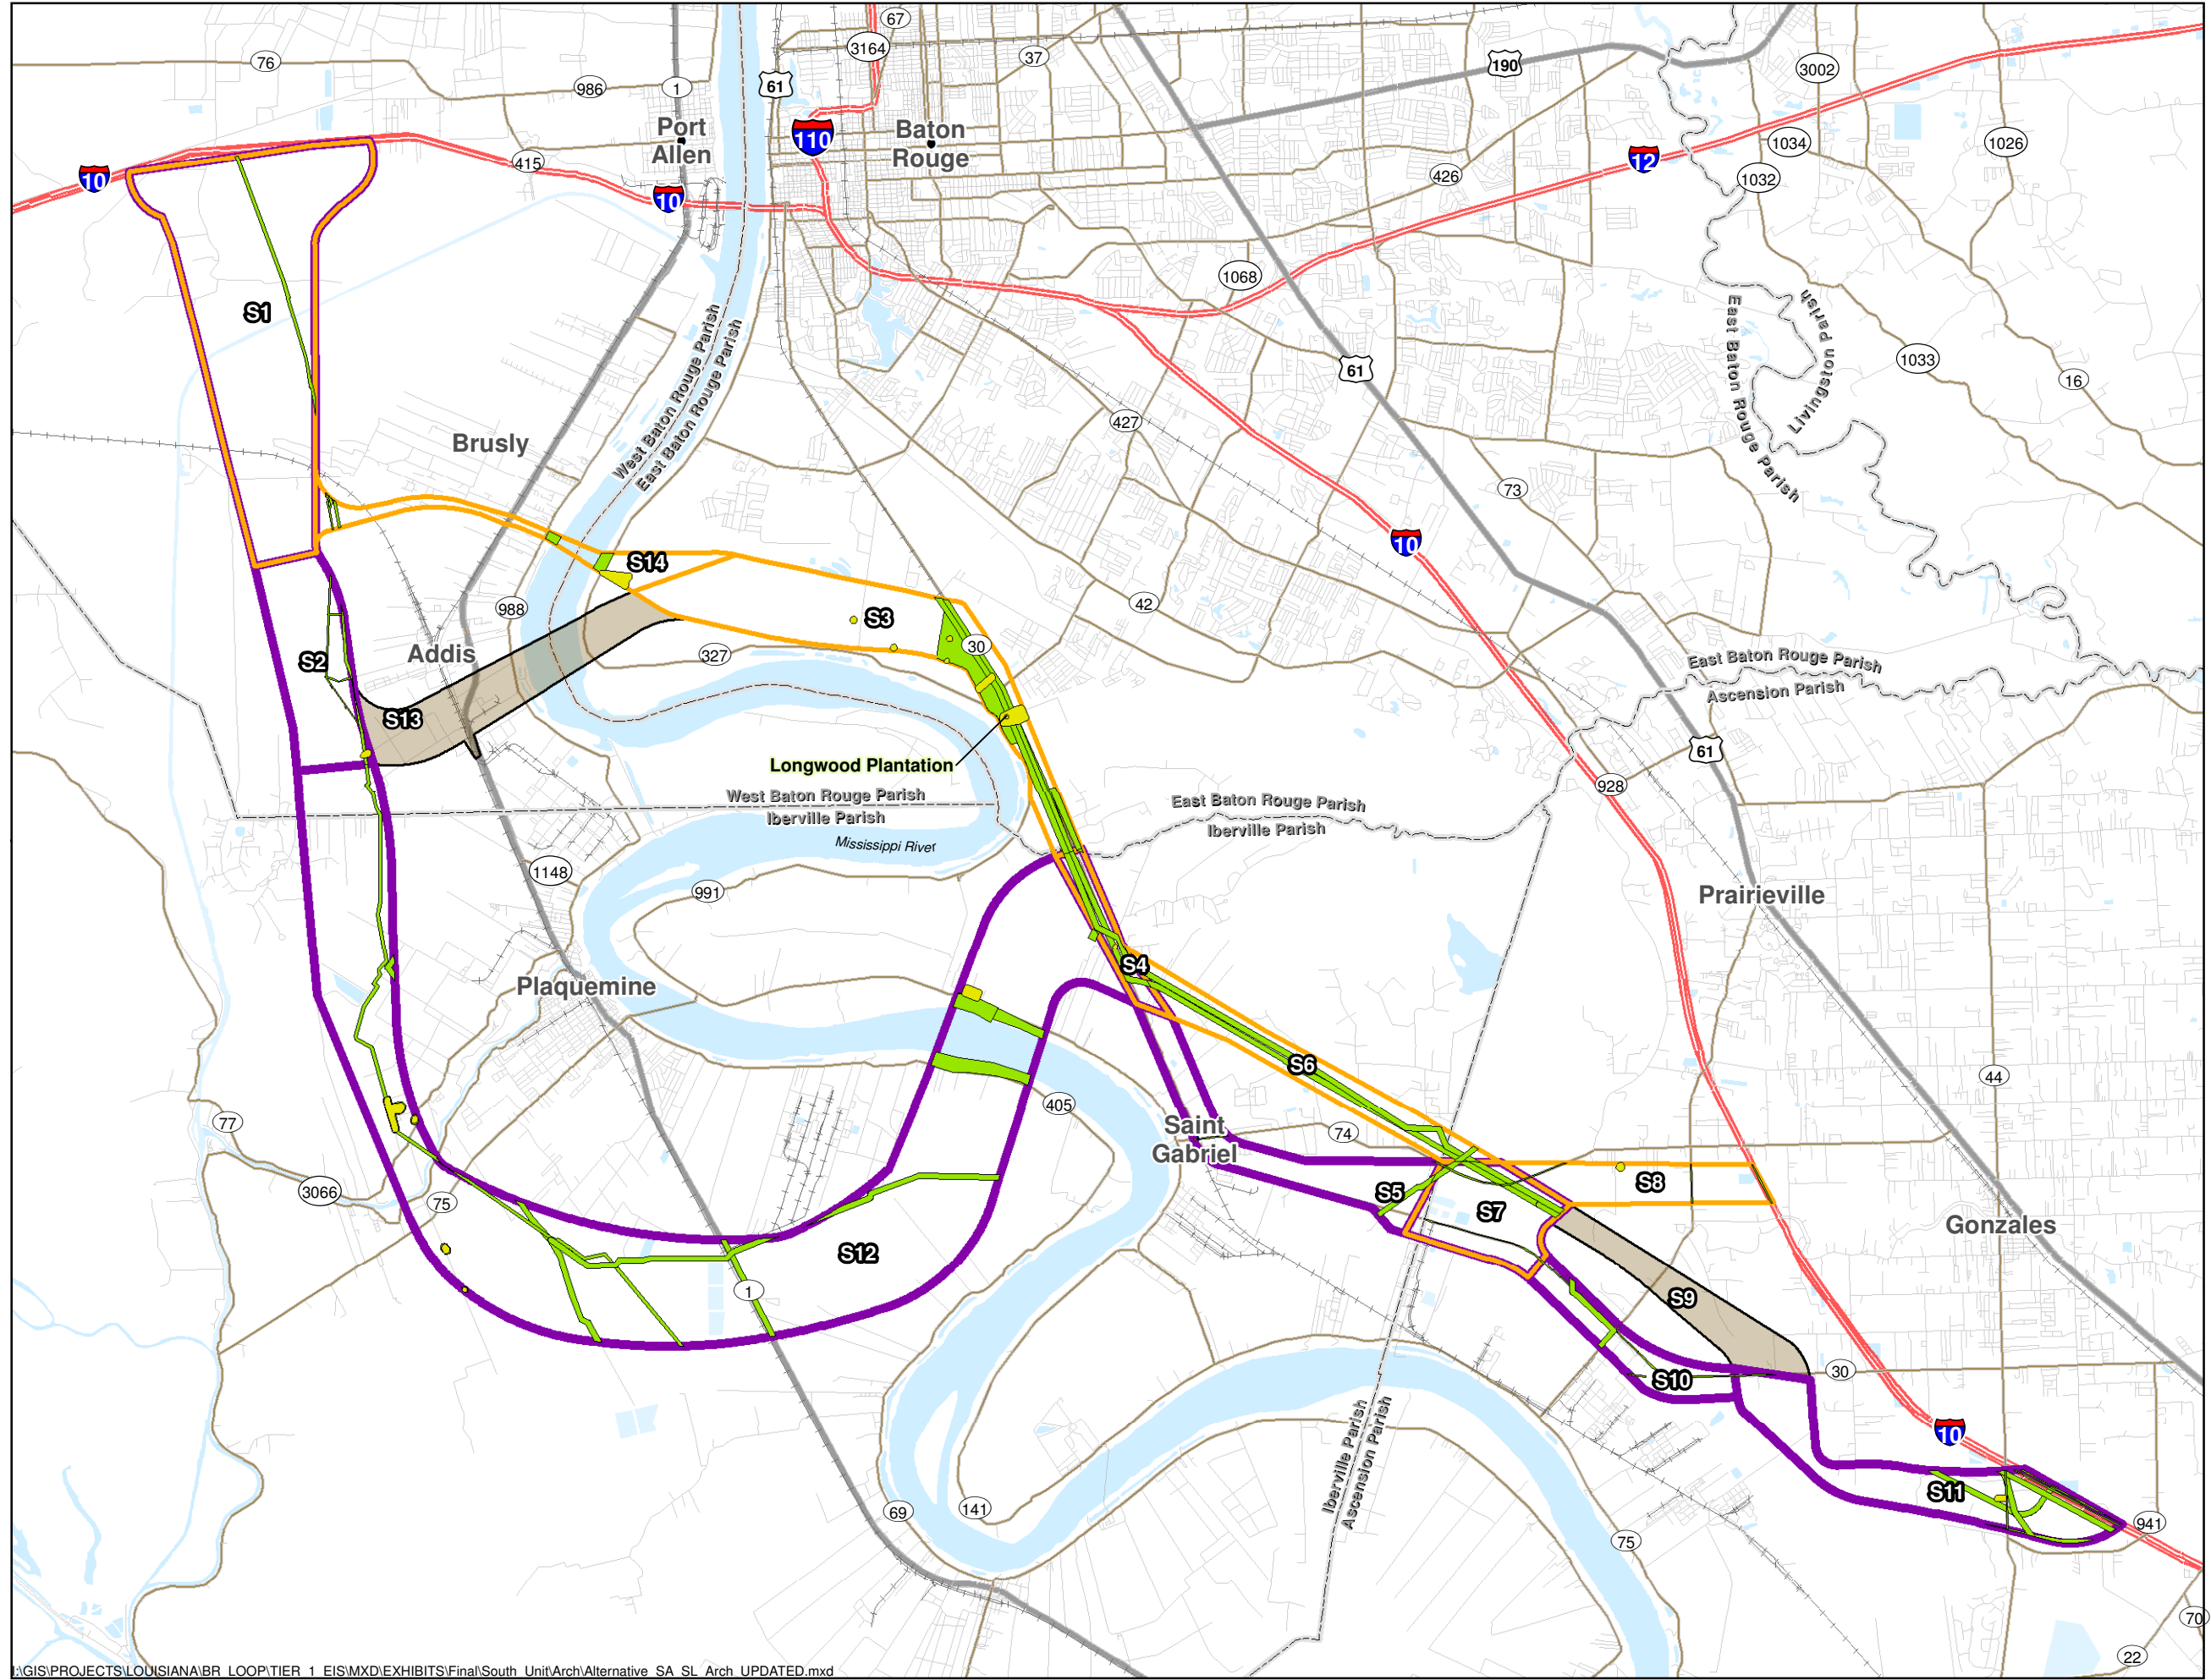 67
3164
37
76
986
1
61
190
3002
110
Port
Allen
Baton
Rouge
415
10
10
12
1034
1026
426
1032
1068
S1
West Baton Rouge Parish
East Baton Rouge Parish
East Baton Rouge Parish
Livingston Parish
61
1033
16
427
Brusly
73
10
S14
988
42
S3
30
Addis
327
S2
S13
East Baton Rouge Parish
Ascension Parish
61
Longwood Plantation
928
West Baton Rouge Parish
Iberville Parish
East Baton Rouge Parish
Iberville Parish
Mississippi River
1148
991
Prairieville
S4
Plaquemine
S6
44
405
77
Saint
Gabriel
74
3066
75
S5
S7
S8
Gonzales
S12
1
S9
30
S10
10
Iberville Parish
Ascension Parish
S11
69
141
941
75
70
22
I:\GIS\PROJECTS\LOUISIANA\BR_LOOP\TIER_1_EIS\MXD\EXHIBITS\Final\South_Unit\Arch\Alternative_SA_SL_Arch_UPDATED.mxd